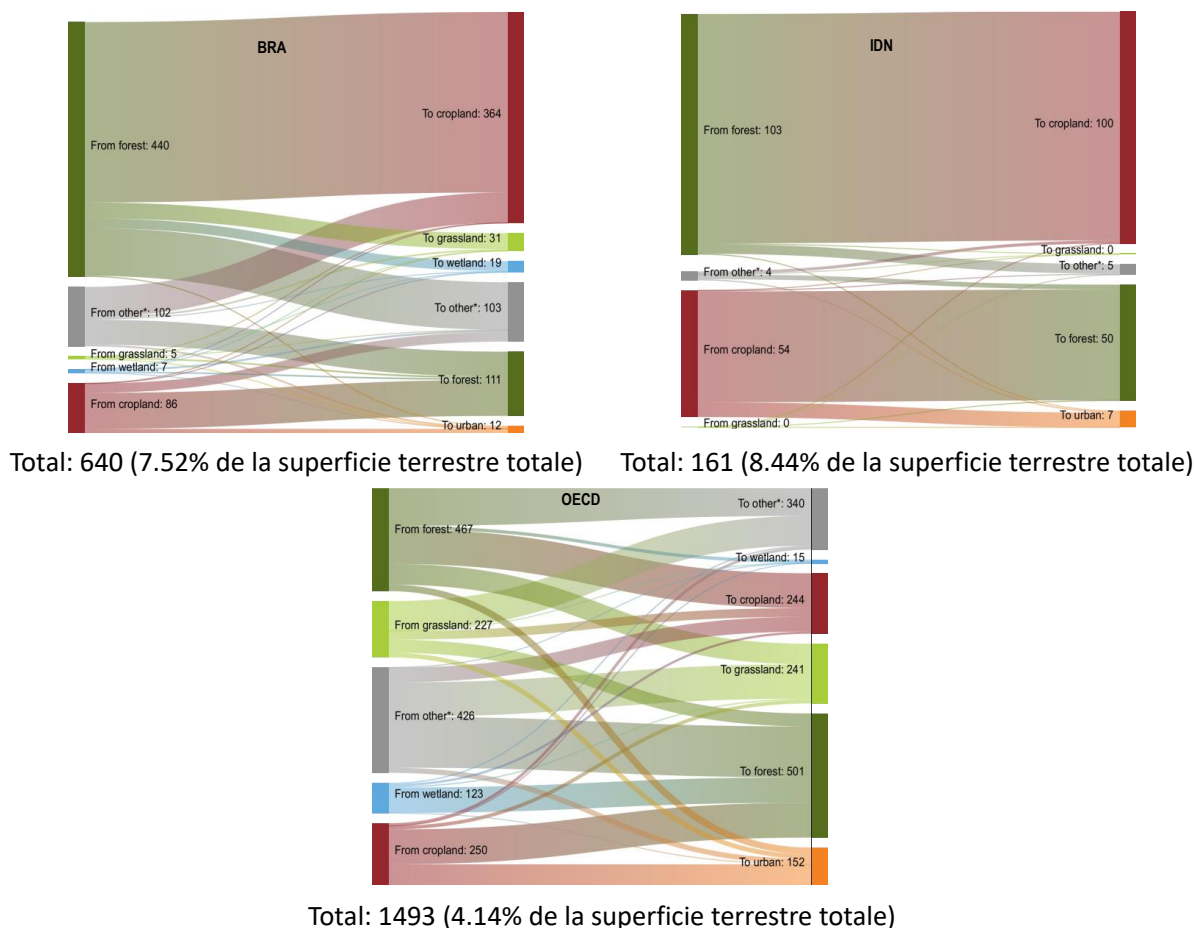 BRA
From forest: 440
From other*: 102
From grassland: 5
From wetland: 7
From cropland: 86
To cropland: 364
To grassland: 31
To wetland: 19
To other*: 103
To forest: 111
To urban: 12
Total: 640 (7.52% de la superficie terrestre totale)
IDN
From forest: 103
From other*: 4
From cropland: 54
From grassland: 0
To cropland: 100
To grassland: 0
To other*: 5
To forest: 50
To urban: 7
Total: 161 (8.44% de la superficie terrestre totale)
OECD
From forest: 467
From grassland: 227
From other*: 426
From wetland: 123
From cropland: 250
To other*: 340
To wetland: 15
To cropland: 244
To grassland: 241
To forest: 501
To urban: 152
Total: 1493 (4.14% de la superficie terrestre totale)